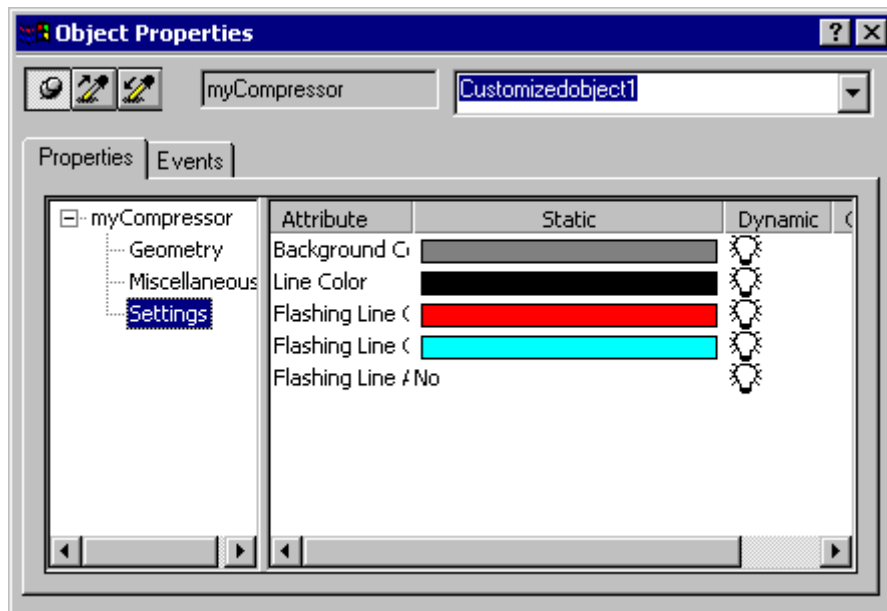 Object Properties
myCompressor
Customizedobject1
Properties
Events
myCompressor
Geometry
Miscellaneous
Settings
Attribute Static Dynamic
Background
Line Color
Flashing Line
Flashing Line
Flashing Line No